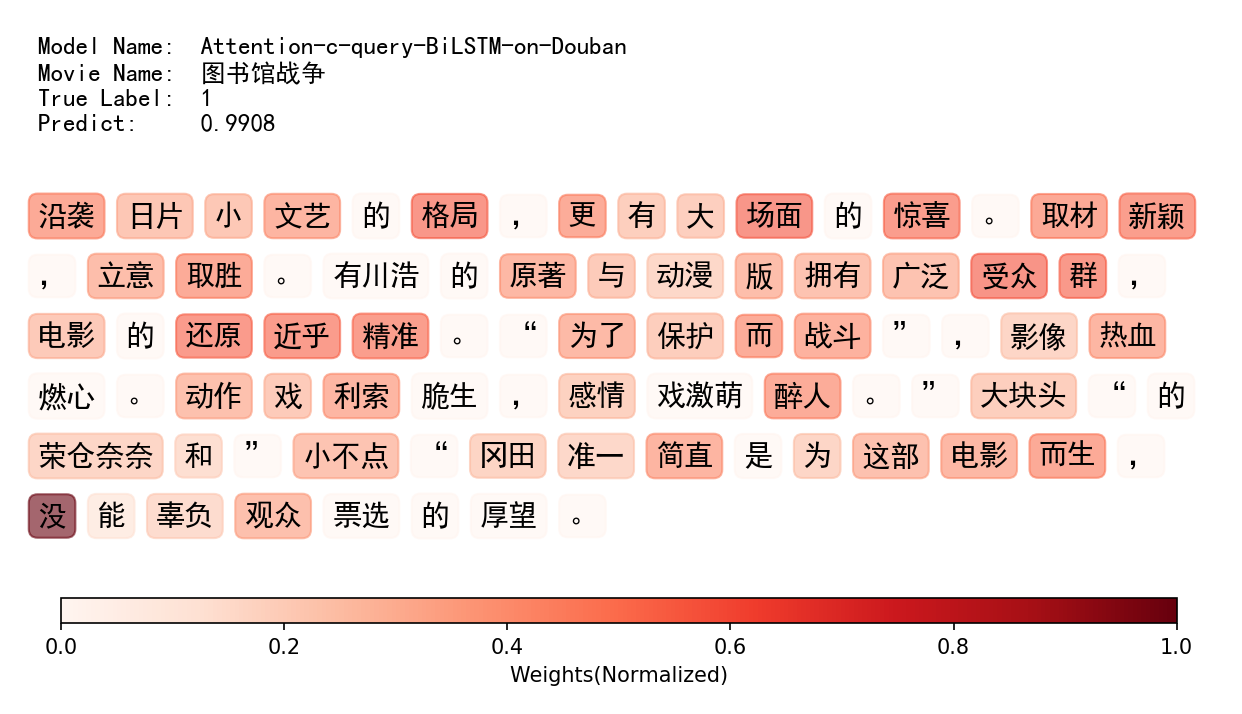 Model Name: Attention-c-query-BiLSTM-on-Douban
Movie Name: 图书馆战争
True Label: 1
Predict: 0.9908
沿袭 日片 小 文艺 的 格局 ， 更 有 大 场面 的 惊喜 。 取材 新颖
， 立意 取胜 。 有川浩 的 原著 与 动漫 版 拥有 广泛 受众 群 ，
电影 的 还原 近乎 精准 。 “ 为了 保护 而 战斗 ” ， 影像 热血
燃心 。 动作 戏 利索 脆生 ， 感情 戏激萌 醉人 。 ” 大块头 “ 的
荣仓奈奈 和 ” 小不点 “ 冈田 准一 简直 是 为 这部 电影 而生 ，
没 能 辜负 观众 票选 的 厚望 。
0.0 0.2 0.4 0.6 0.8 1.0
Weights(Normalized)